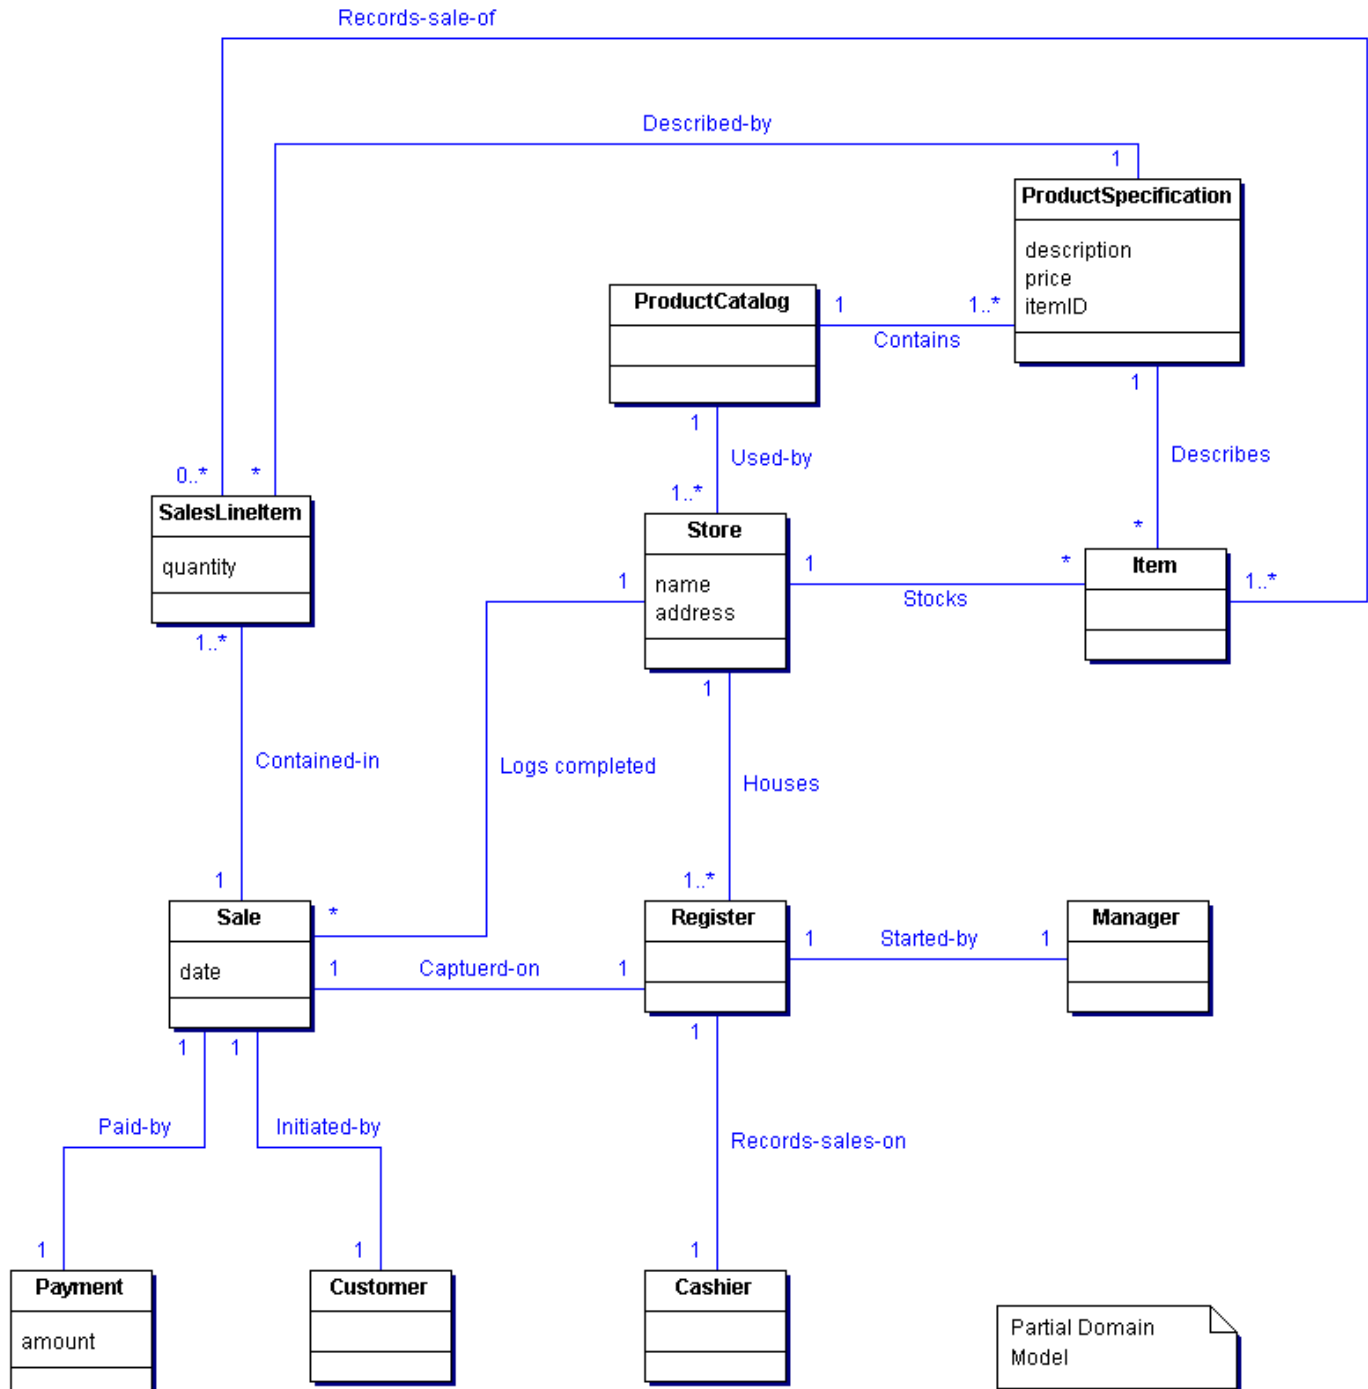 Records-sale-of
Described-by
1
ProductSpecification
description
price
itemID
ProductCatalog
1
1..*
Contains
1
1
Used-by
Describes
0..*
*
1..*
*
SalesLineItem
quantity
Store
name
address
1
1
*
Stocks
Item
1..*
1..*
1
Contained-in
Logs completed
Houses
1
*
1..*
Sale
date
Register
Manager
1
Started-by
1
1
Captuerd-on
1
1
1
1
Paid-by
Initiated-by
Records-sales-on
1
1
1
Payment
amount
Customer
Cashier
Partial Domain
Model